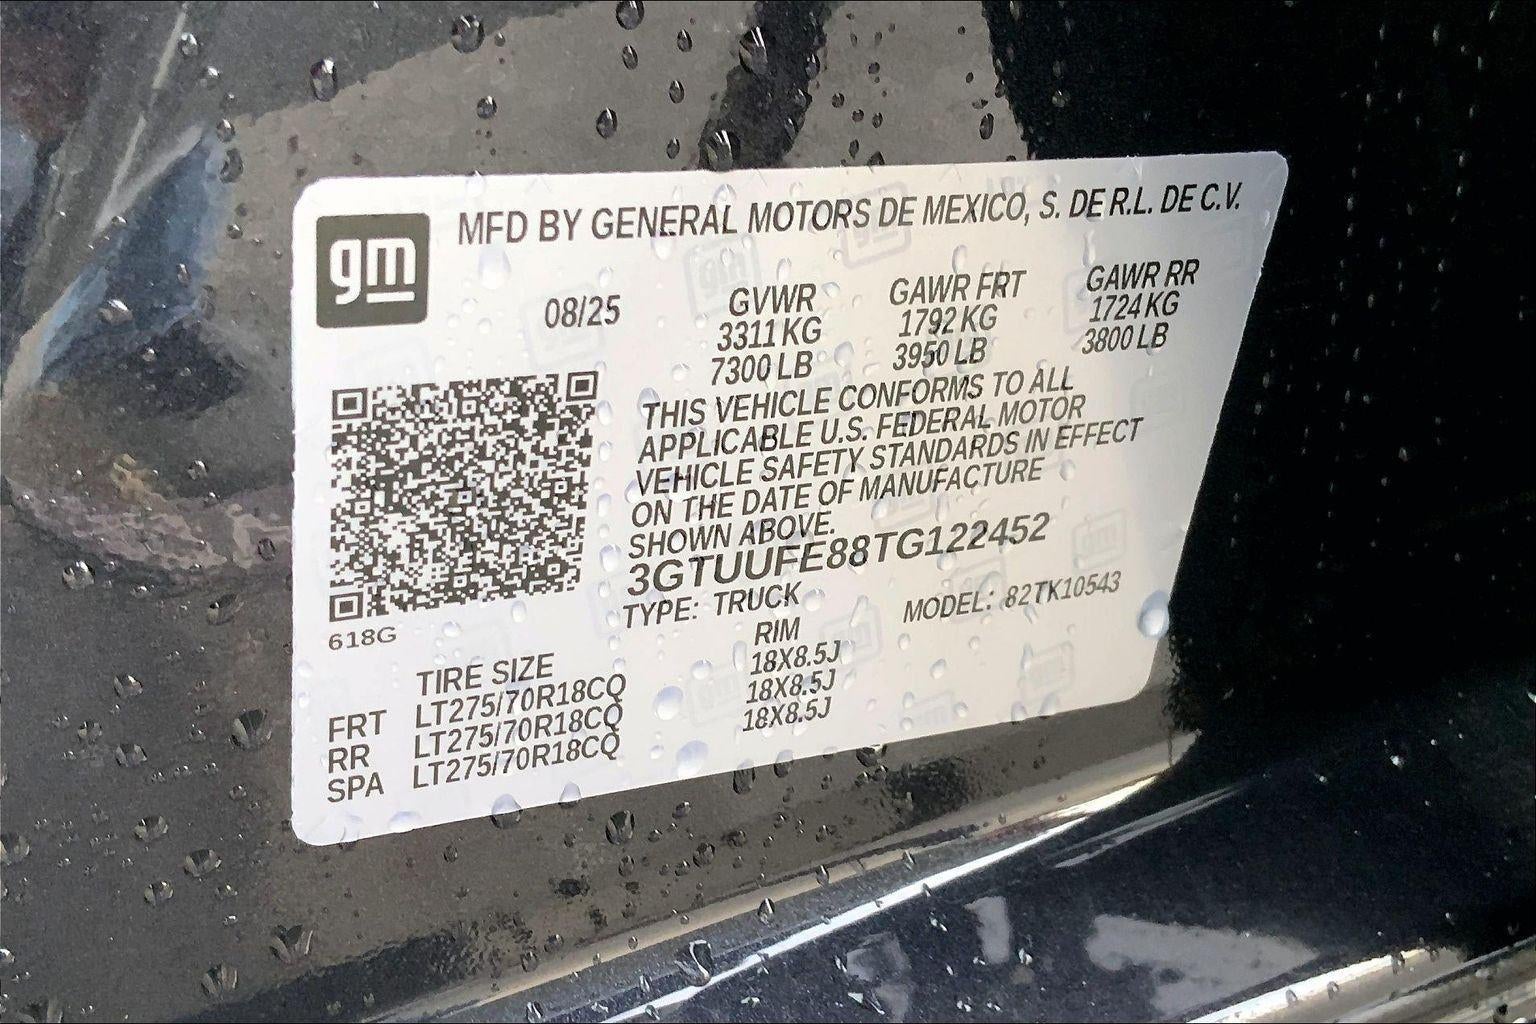 gm
MFD BY GENERAL MOTORS DE MEXICO, S. DE R.L. DE C.V.
08/25 GVWR GAWR FRT GAWR RR
3311 KG 1792 KG 1724 KG
7300 LB 3950 LB 3800 LB
THIS VEHICLE CONFORMS TO ALL
APPLICABLE U.S. FEDERAL MOTOR
VEHICLE SAFETY STANDARDS IN EFFECT
ON THE DATE OF MANUFACTURE
SHOWN ABOVE.
3GTUUFE88TG122452
TYPE: TRUCK MODEL: 82TK10543
618G
TIRE SIZE RIM
FRT LT275/70R18CQ 18X8.5J
RR LT275/70R18CQ 18X8.5J
SPA LT275/70R18CQ 18X8.5J